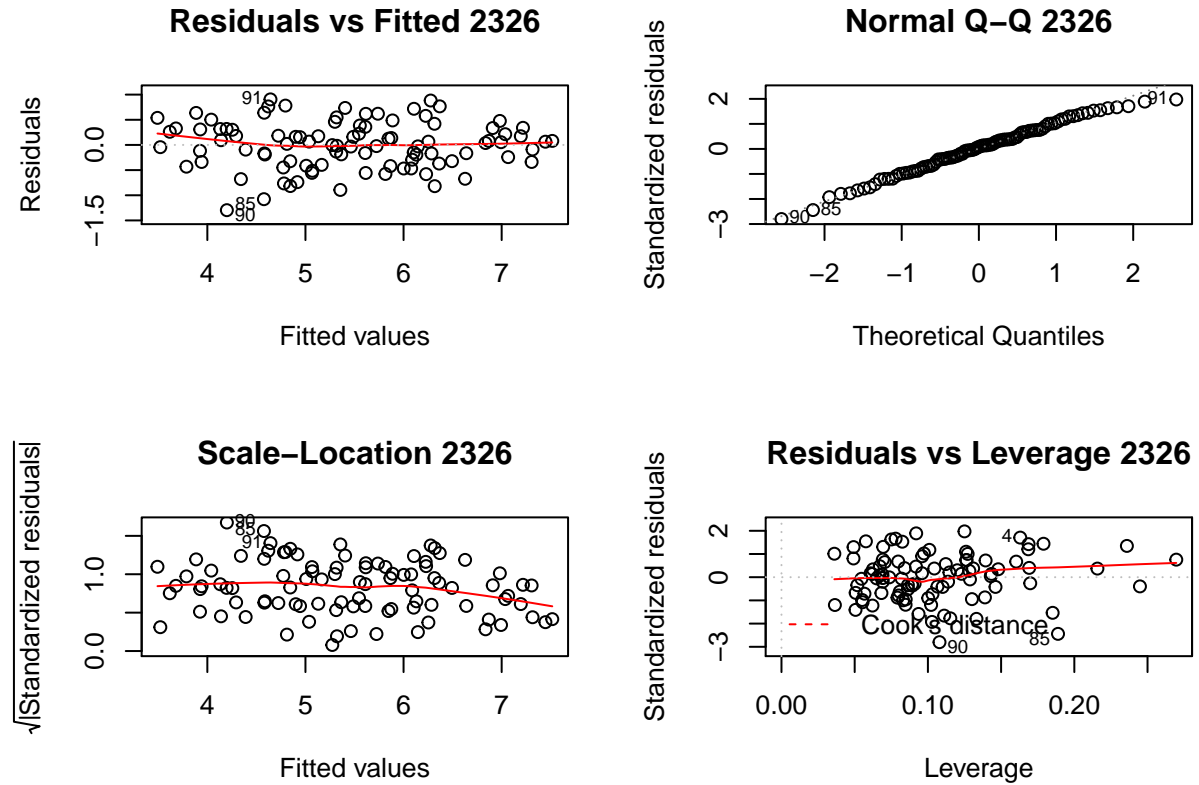 Residuals vs Fitted 2326
Residuals
0.0
−1.5
4 5 6 7
Fitted values
91
85
90
Normal Q−Q 2326
Standardized residuals
2
0
−3
−2 −1 0 1 2
Theoretical Quantiles
91
90
85
Scale−Location 2326
√|Standardized residuals|
1.0
0.0
4 5 6 7
Fitted values
90
85
91
Residuals vs Leverage 2326
Standardized residuals
2
0
−3
0.00 0.10 0.20
Leverage
4
Cook's distance
85
90